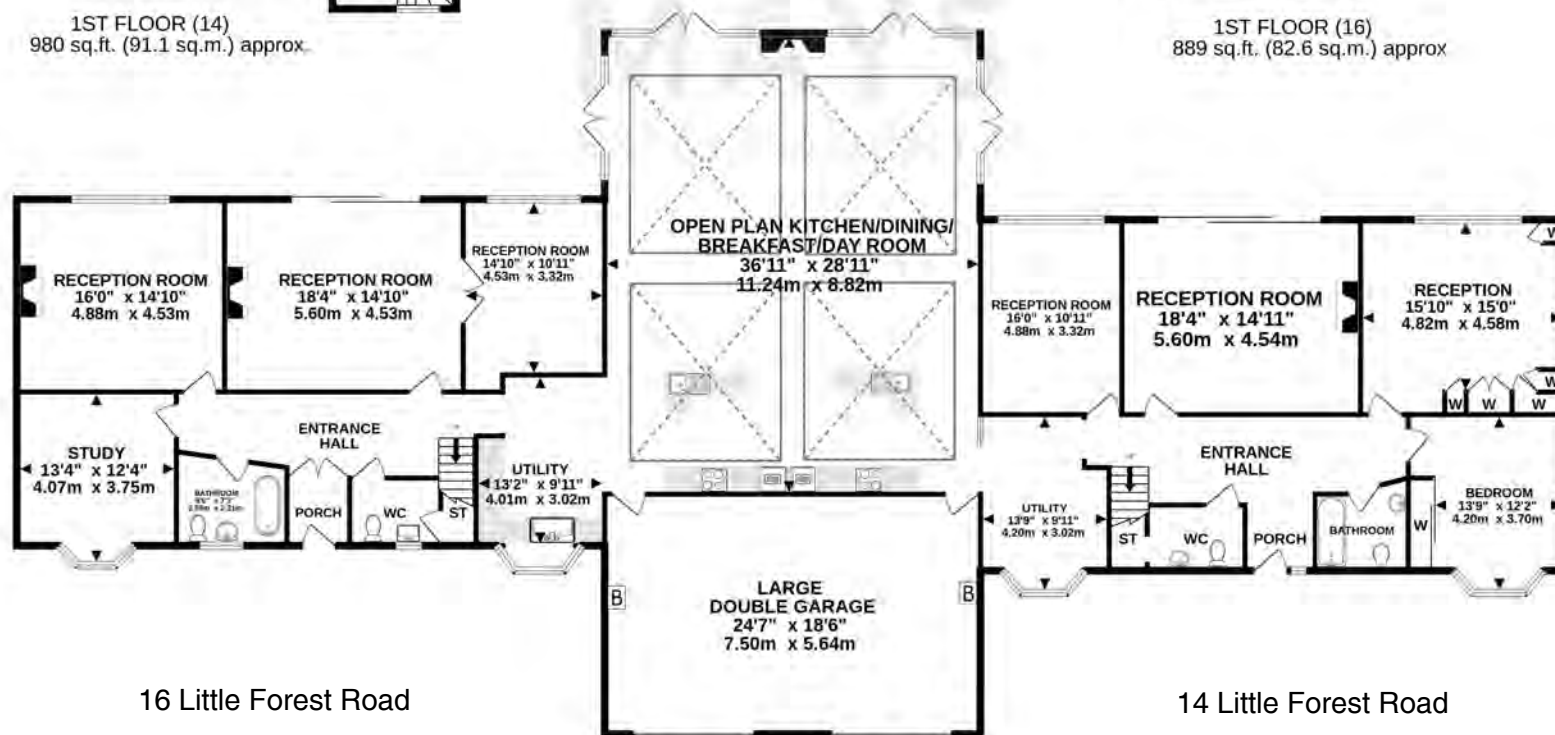 1ST FLOOR (14)
980 sq.ft. (91.1 sq.m.) approx.
1ST FLOOR (16)
889 sq.ft. (82.6 sq.m.) approx
RECEPTION ROOM
16'0" x 14'10"
4.88m x 4.53m
RECEPTION ROOM
18'4" x 14'10"
5.60m x 4.53m
RECEPTION ROOM
14'10" x 10'11"
4.53m x 3.32m
OPEN PLAN KITCHEN/DINING/
BREAKFAST/DAY ROOM
36'11" x 28'11"
11.24m x 8.82m
RECEPTION ROOM
16'0" x 10'11"
4.88m x 3.32m
RECEPTION ROOM
18'4" x 14'11"
5.60m x 4.54m
RECEPTION
15'10" x 15'0"
4.82m x 4.58m
W
W
W
W
W
STUDY
13'4" x 12'4"
4.07m x 3.75m
ENTRANCE
HALL
BATHROOM
PORCH
WC
ST
UTILITY
13'2" x 9'11"
4.01m x 3.02m
UTILITY
13'9" x 9'11"
4.20m x 3.02m
ENTRANCE
HALL
ST
WC
PORCH
BATHROOM
W
BEDROOM
13'9" x 12'2"
4.20m x 3.70m
B
LARGE
DOUBLE GARAGE
24'7" x 18'6"
7.50m x 5.64m
B
16 Little Forest Road
14 Little Forest Road